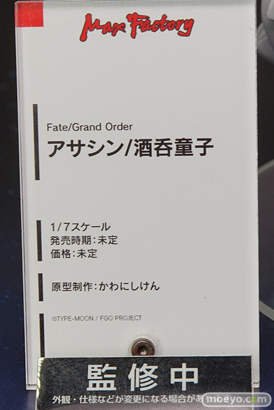 Max Factory
Fate/Grand Order
アサシン/酒呑童子
1/7スケール
発売時期:未定
価格:未定
原型制作:かわにしけん
©TYPE-MOON / FGO PROJECT
監修中
外観・仕様などが変更になる場合が
moeyo.com